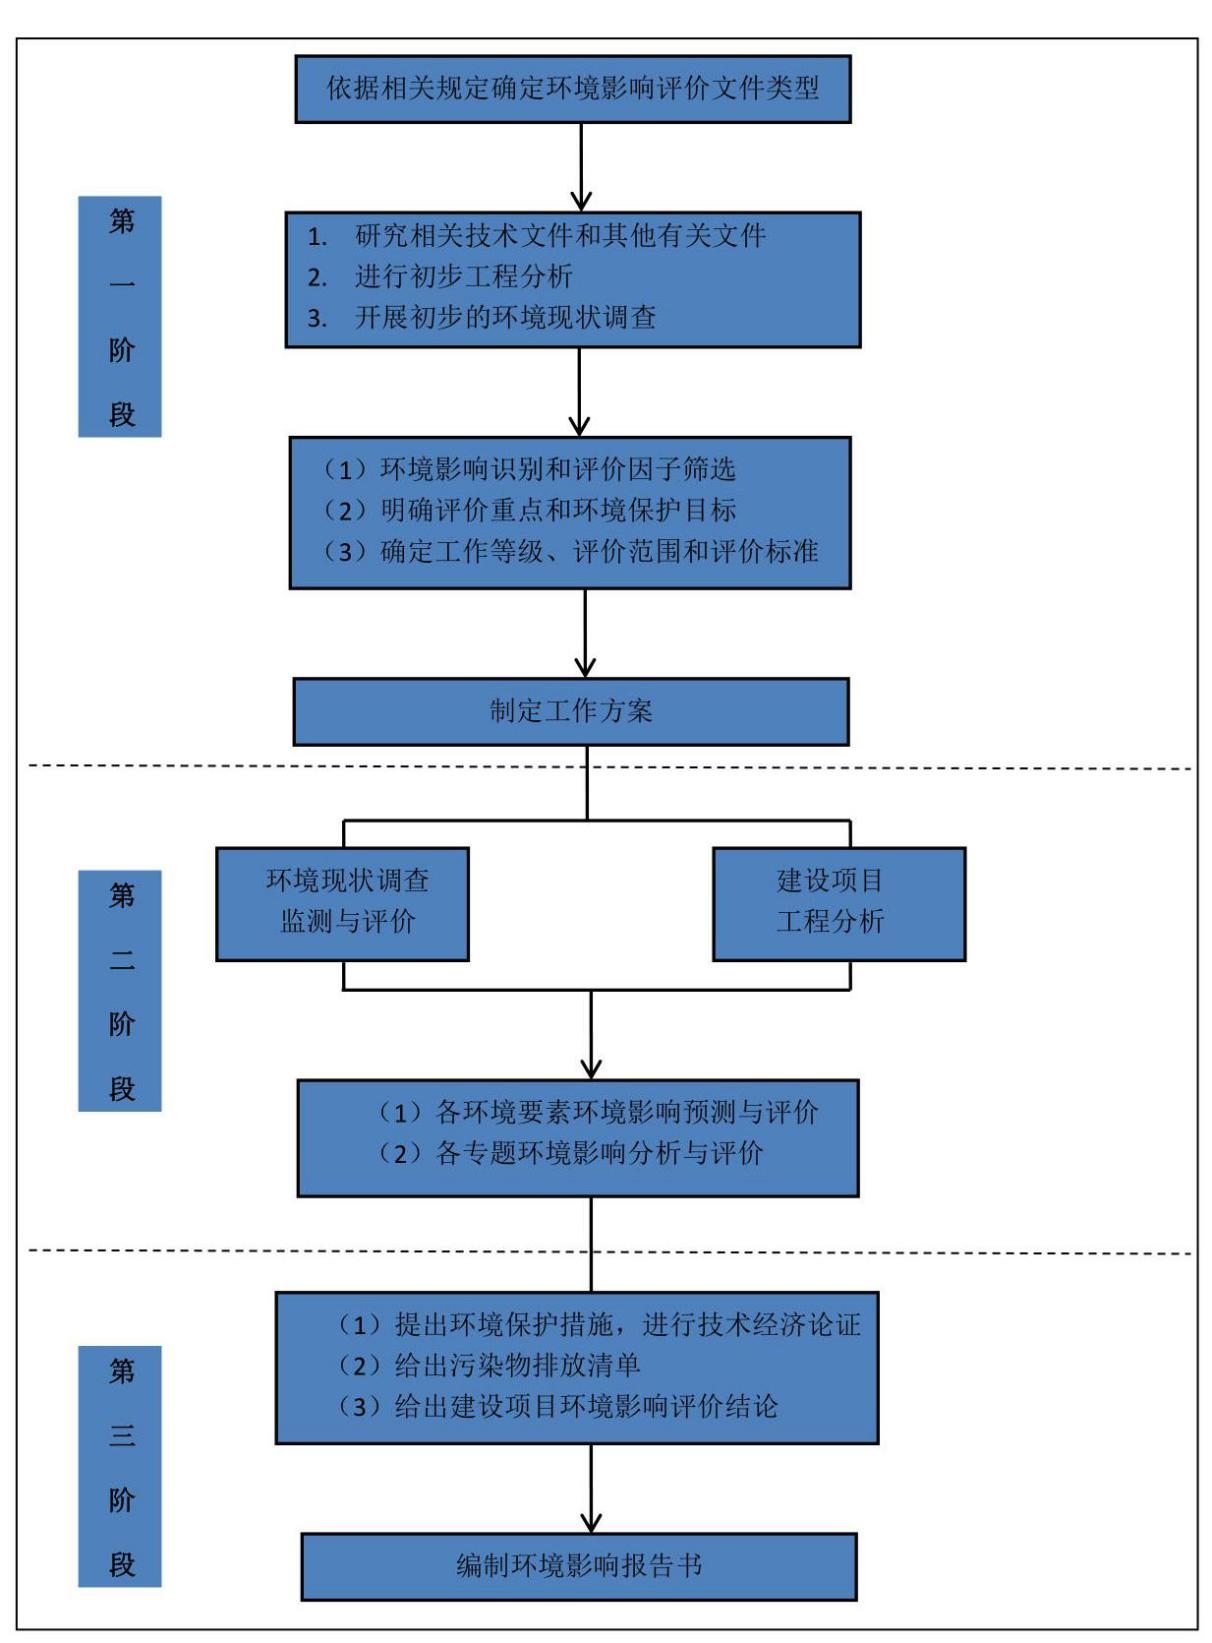 依据相关规定确定环境影响评价文件类型
第一阶段
1. 研究相关技术文件和其他有关文件
2. 进行初步工程分析
3. 开展初步的环境现状调查
（1）环境影响识别和评价因子筛选
（2）明确评价重点和环境保护目标
（3）确定工作等级、评价范围和评价标准
制定工作方案
第二阶段
环境现状调查
监测与评价
建设项目
工程分析
（1）各环境要素环境影响预测与评价
（2）各专题环境影响分析与评价
第三阶段
（1）提出环境保护措施，进行技术经济论证
（2）给出污染物排放清单
（3）给出建设项目环境影响评价结论
编制环境影响报告书